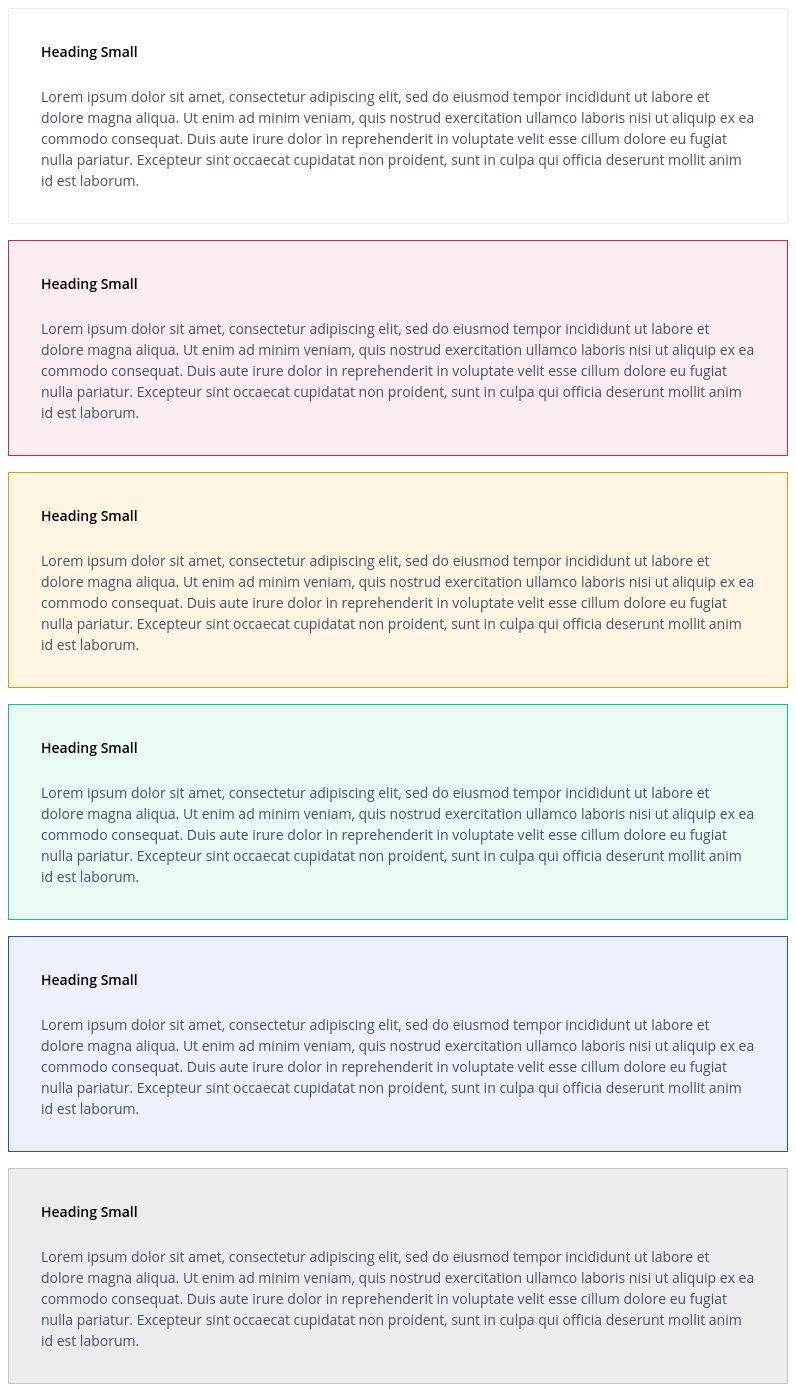 Heading Small
Lorem ipsum dolor sit amet, consectetur adipiscing elit, sed do eiusmod tempor incididunt ut labore et
dolore magna aliqua. Ut enim ad minim veniam, quis nostrud exercitation ullamco laboris nisi ut aliquip ex ea
commodo consequat. Duis aute irure dolor in reprehenderit in voluptate velit esse cillum dolore eu fugiat
nulla pariatur. Excepteur sint occaecat cupidatat non proident, sunt in culpa qui officia deserunt mollit anim
id est laborum.
Heading Small
Lorem ipsum dolor sit amet, consectetur adipiscing elit, sed do eiusmod tempor incididunt ut labore et
dolore magna aliqua. Ut enim ad minim veniam, quis nostrud exercitation ullamco laboris nisi ut aliquip ex ea
commodo consequat. Duis aute irure dolor in reprehenderit in voluptate velit esse cillum dolore eu fugiat
nulla pariatur. Excepteur sint occaecat cupidatat non proident, sunt in culpa qui officia deserunt mollit anim
id est laborum.
Heading Small
Lorem ipsum dolor sit amet, consectetur adipiscing elit, sed do eiusmod tempor incididunt ut labore et
dolore magna aliqua. Ut enim ad minim veniam, quis nostrud exercitation ullamco laboris nisi ut aliquip ex ea
commodo consequat. Duis aute irure dolor in reprehenderit in voluptate velit esse cillum dolore eu fugiat
nulla pariatur. Excepteur sint occaecat cupidatat non proident, sunt in culpa qui officia deserunt mollit anim
id est laborum.
Heading Small
Lorem ipsum dolor sit amet, consectetur adipiscing elit, sed do eiusmod tempor incididunt ut labore et
dolore magna aliqua. Ut enim ad minim veniam, quis nostrud exercitation ullamco laboris nisi ut aliquip ex ea
commodo consequat. Duis aute irure dolor in reprehenderit in voluptate velit esse cillum dolore eu fugiat
nulla pariatur. Excepteur sint occaecat cupidatat non proident, sunt in culpa qui officia deserunt mollit anim
id est laborum.
Heading Small
Lorem ipsum dolor sit amet, consectetur adipiscing elit, sed do eiusmod tempor incididunt ut labore et
dolore magna aliqua. Ut enim ad minim veniam, quis nostrud exercitation ullamco laboris nisi ut aliquip ex ea
commodo consequat. Duis aute irure dolor in reprehenderit in voluptate velit esse cillum dolore eu fugiat
nulla pariatur. Excepteur sint occaecat cupidatat non proident, sunt in culpa qui officia deserunt mollit anim
id est laborum.
Heading Small
Lorem ipsum dolor sit amet, consectetur adipiscing elit, sed do eiusmod tempor incididunt ut labore et
dolore magna aliqua. Ut enim ad minim veniam, quis nostrud exercitation ullamco laboris nisi ut aliquip ex ea
commodo consequat. Duis aute irure dolor in reprehenderit in voluptate velit esse cillum dolore eu fugiat
nulla pariatur. Excepteur sint occaecat cupidatat non proident, sunt in culpa qui officia deserunt mollit anim
id est laborum.